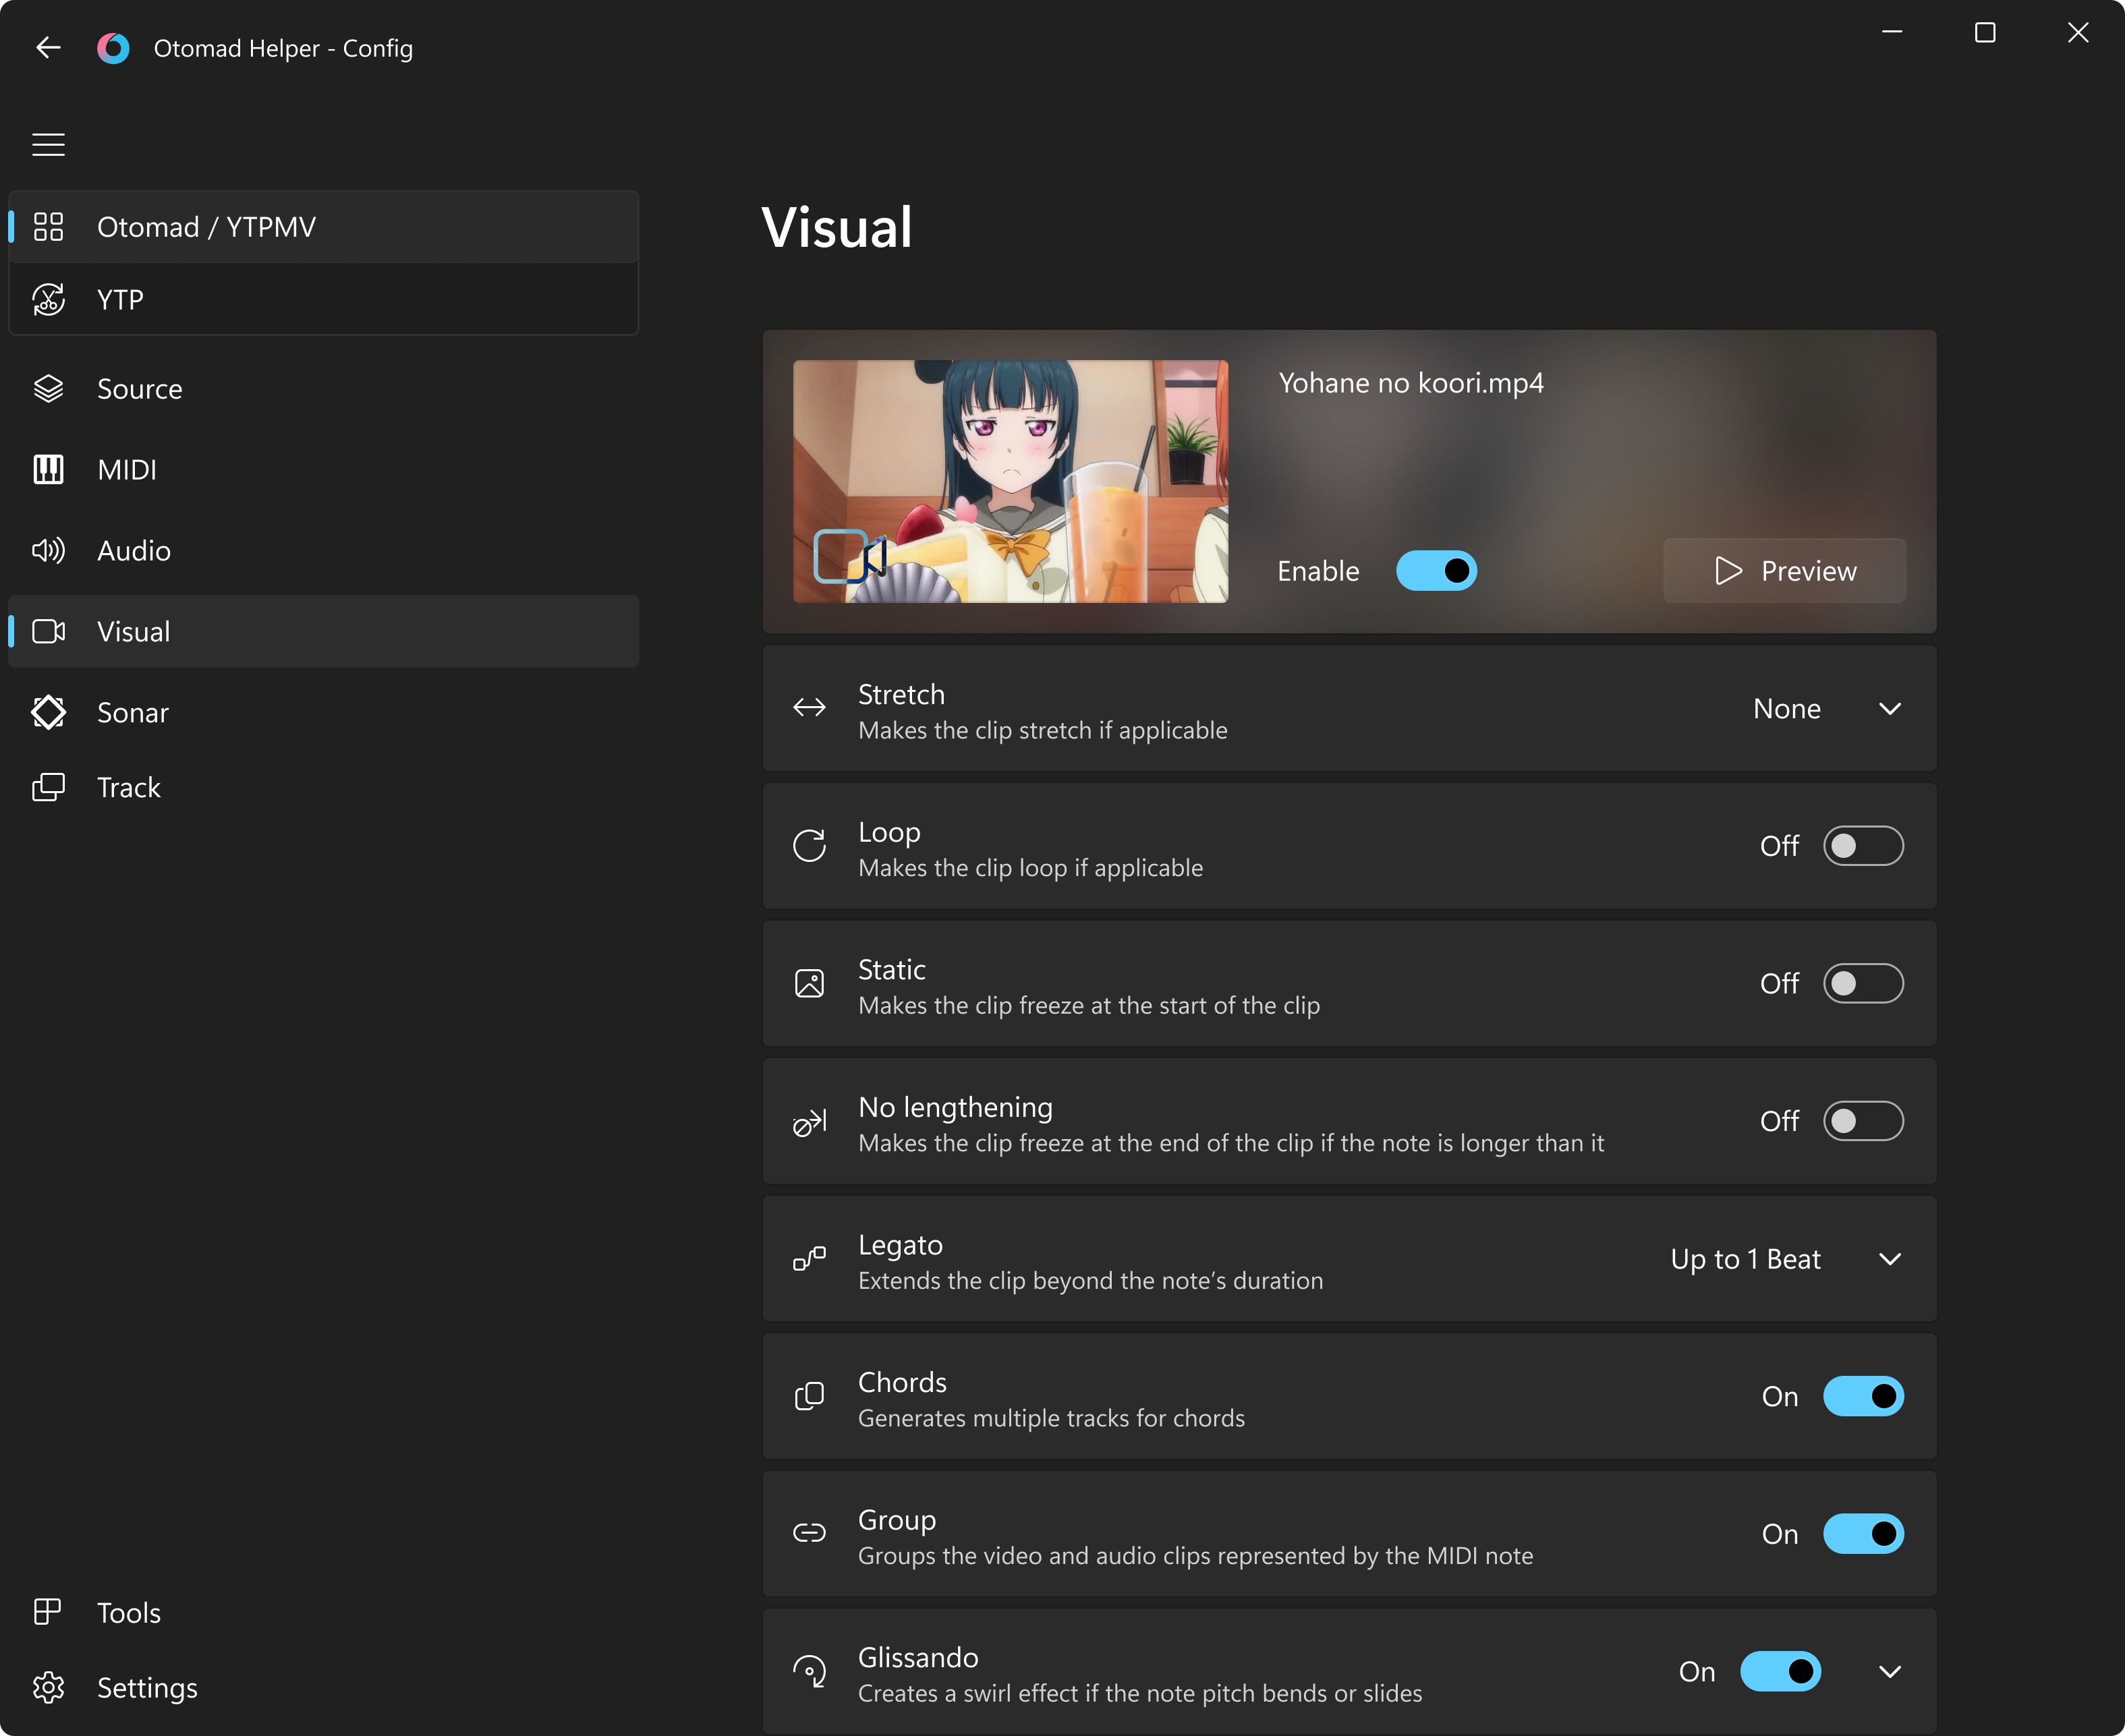 Otomad Helper - Config
Otomad / YTPMV
YTP
Source
MIDI
Audio
Visual
Sonar
Track
Tools
Settings
Visual
Yohane no koori.mp4
Enable
Preview
Stretch
Makes the clip stretch if applicable
None
Loop
Makes the clip loop if applicable
Off
Static
Makes the clip freeze at the start of the clip
Off
No lengthening
Makes the clip freeze at the end of the clip if the note is longer than it
Off
Legato
Extends the clip beyond the note’s duration
Up to 1 Beat
Chords
Generates multiple tracks for chords
On
Group
Groups the video and audio clips represented by the MIDI note
On
Glissando
Creates a swirl effect if the note pitch bends or slides
On